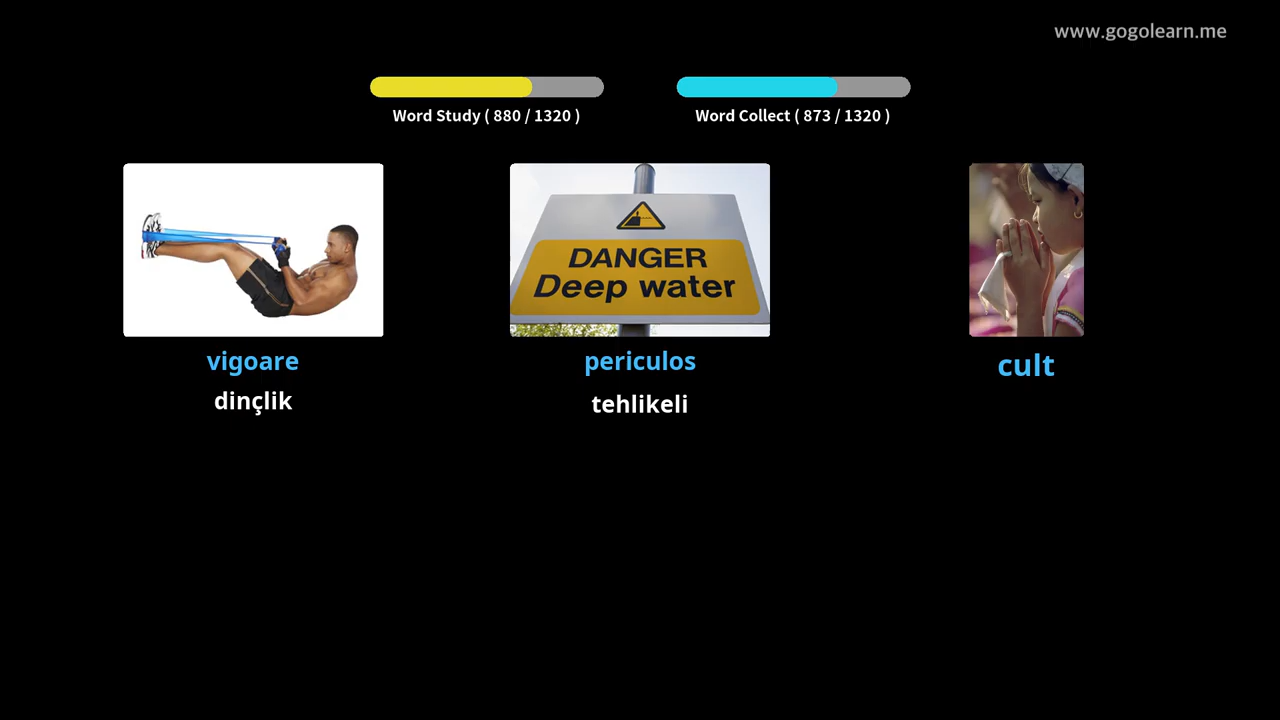 www.gogolearn.me
Word Study ( 880 / 1320 )
Word Collect ( 873 / 1320 )
DANGER
Deep water
vigoare
periculos
cult
dinçlik
tehlikeli